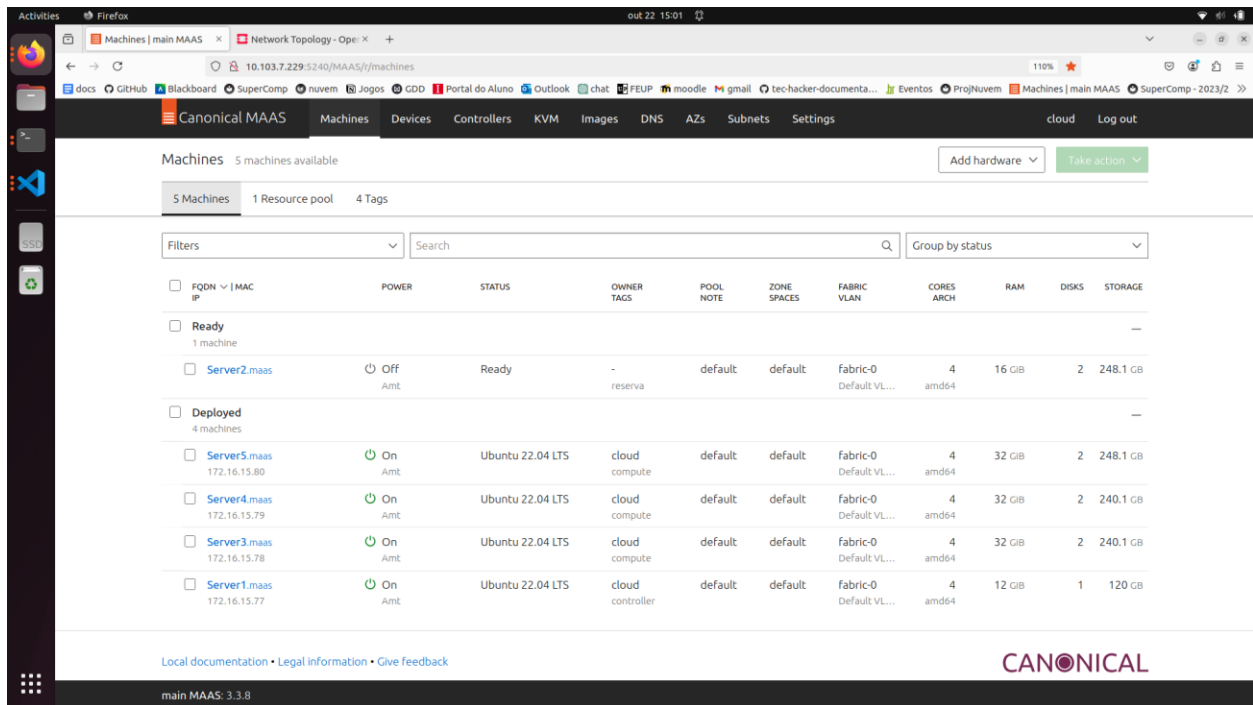 Activities Firefox out 22 15:01
Machines | main MAAS × Network Topology - Ope × +
10.103.7.229:5240/MAAS/r/machines 110%
docs GitHub Blackboard SuperComp nuvem Jogos GDD Portal do Aluno Outlook chat FEUP moodle gmail tec-hacker-documenta... Eventos ProjNuvem Machines | main MAAS SuperComp - 2023/2 »
Canonical MAAS Machines Devices Controllers KVM Images DNS AZs Subnets Settings cloud Log out
Machines 5 machines available Add hardware Take action
5 Machines 1 Resource pool 4 Tags
Filters Search Group by status
FQDN | MAC POWER STATUS OWNER POOL ZONE FABRIC CORES RAM DISKS STORAGE
IP TAGS NOTE SPACES VLAN ARCH
Ready
1 machine
Server2.maas Off Ready - default default fabric-0 4 16 GiB 2 248.1 GB
Amt reserva Default VL... amd64
Deployed
4 machines
Server5.maas On Ubuntu 22.04 LTS cloud default default fabric-0 4 32 GiB 2 248.1 GB
172.16.15.80 Amt compute Default VL... amd64
Server4.maas On Ubuntu 22.04 LTS cloud default default fabric-0 4 32 GiB 2 240.1 GB
172.16.15.79 Amt compute Default VL... amd64
Server3.maas On Ubuntu 22.04 LTS cloud default default fabric-0 4 32 GiB 2 240.1 GB
172.16.15.78 Amt compute Default VL... amd64
Server1.maas On Ubuntu 22.04 LTS cloud default default fabric-0 4 12 GiB 1 120 GB
172.16.15.77 Amt controller Default VL... amd64
SSD
Local documentation • Legal information • Give feedback
CANONICAL
main MAAS: 3.3.8